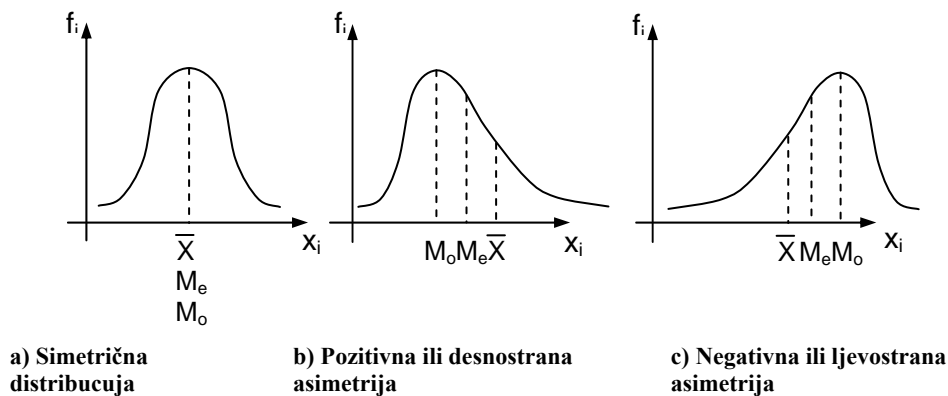 fᵢ
X̅
Mₑ
Mₒ
xᵢ
fᵢ
MₒMₑX̅
xᵢ
fᵢ
X̅ MₑMₒ
xᵢ
a) Simetrična
distribucuja
b) Pozitivna ili desnostrana
asimetrija
c) Negativna ili ljevostrana
asimetrija